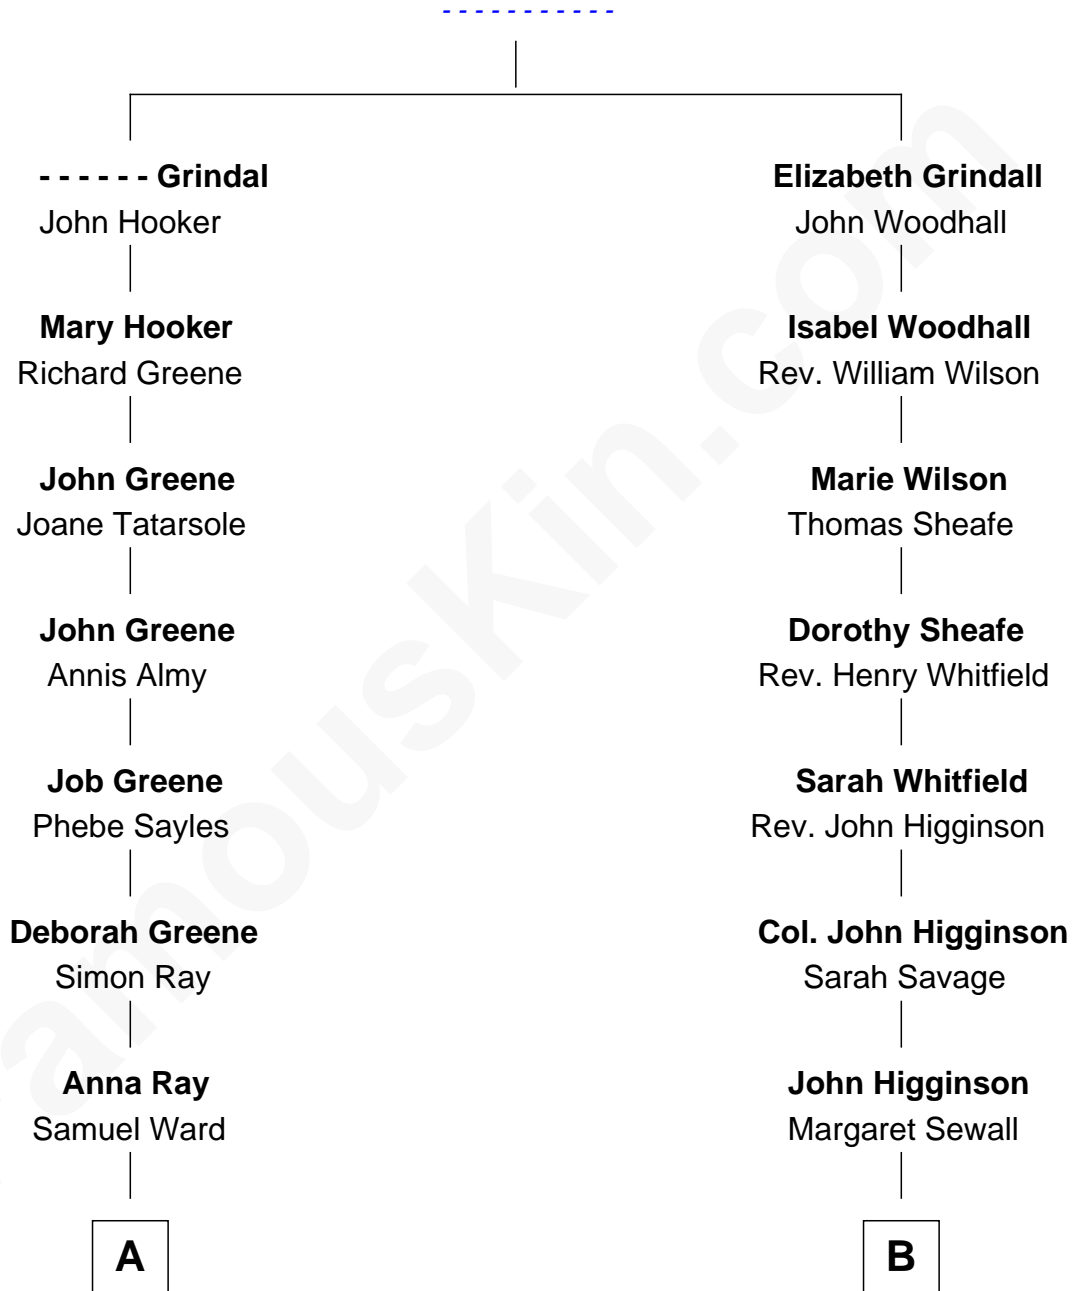 - - - - - - - - - - -
- - - - - - Grindal
John Hooker
Mary Hooker
Richard Greene
John Greene
Joane Tatarsole
John Greene
Annis Almy
Job Greene
Phebe Sayles
Deborah Greene
Simon Ray
Anna Ray
Samuel Ward
A
Elizabeth Grindall
John Woodhall
Isabel Woodhall
Rev. William Wilson
Marie Wilson
Thomas Sheafe
Dorothy Sheafe
Rev. Henry Whitfield
Sarah Whitfield
Rev. John Higginson
Col. John Higginson
Sarah Savage
John Higginson
Margaret Sewall
B
amouskin.com